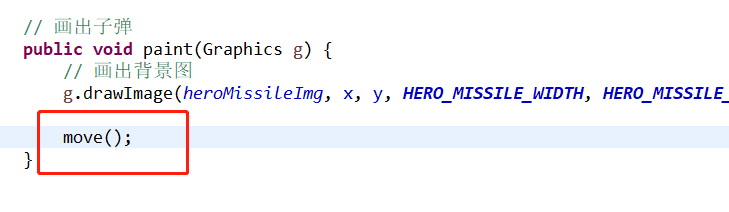 // 画出子弹
public void paint(Graphics g) {
// 画出背景图
g.drawImage(heroMissileImg, x, y, HERO_MISSILE_WIDTH, HERO_MISSILE_
move();
}